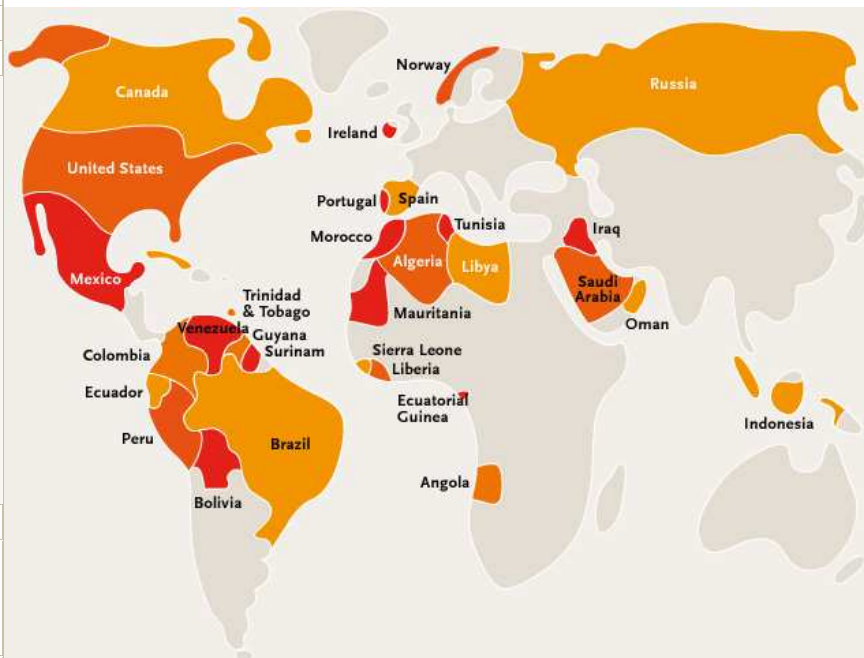 Norway
Russia
Canada
Ireland
United States
Portugal
Spain
Tunisia
Morocco
Iraq
Algeria
Libya
Mexico
Saudi
Arabia
Trinidad
& Tobago
Mauritania
Oman
Venezuela
Guyana
Surinam
Colombia
Sierra Leone
Liberia
Ecuador
Ecuatorial
Guinea
Indonesia
Peru
Brazil
Angola
Bolivia